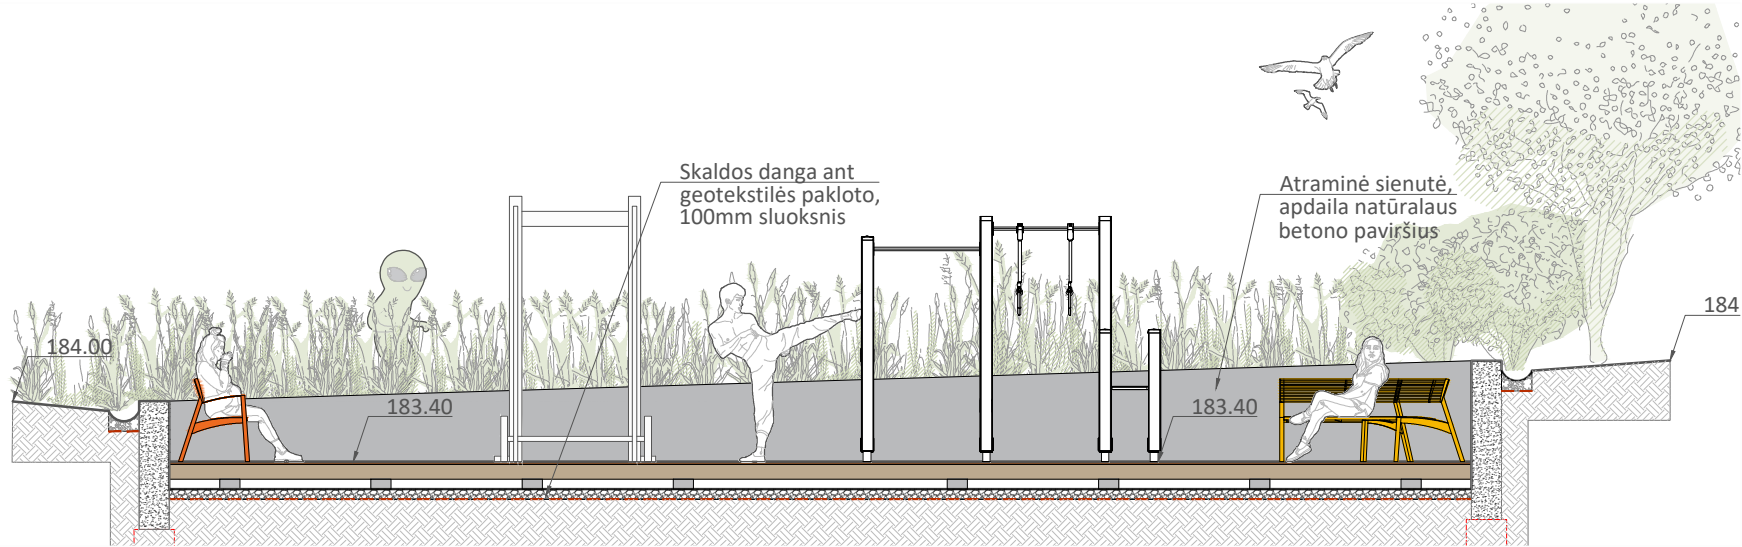 Skaldos danga ant
geotekstilės pakloto,
100mm sluoksnis
Atraminė sienutė,
apdaila natūralaus
betono paviršius
184
184.00
183.40
183.40